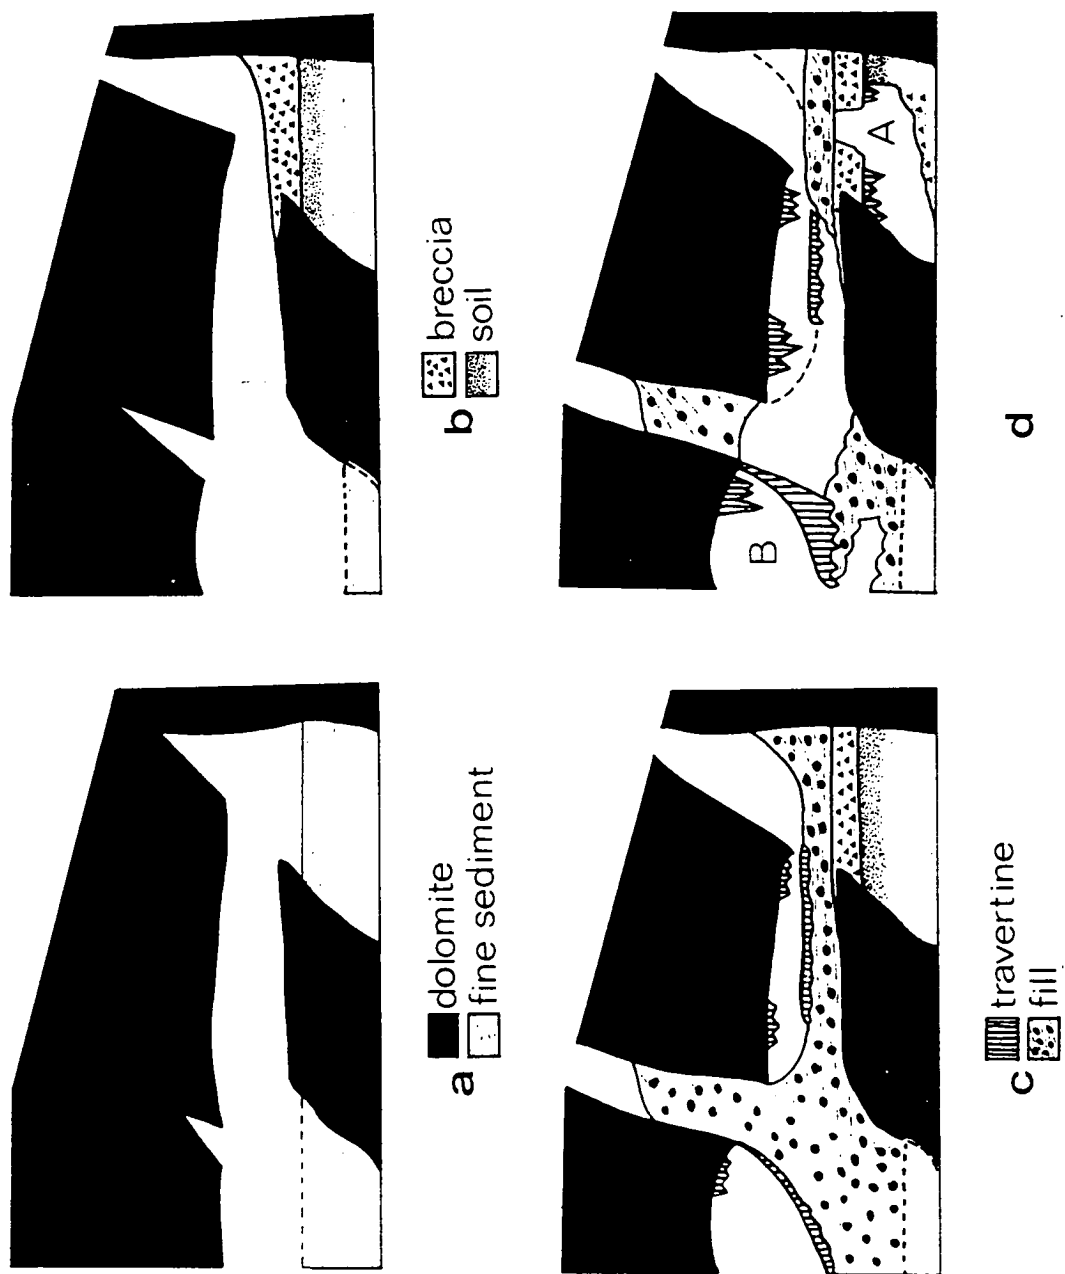 a
dolomite
fine sediment
b
breccia
soil
c
travertine
fill
d
A
B